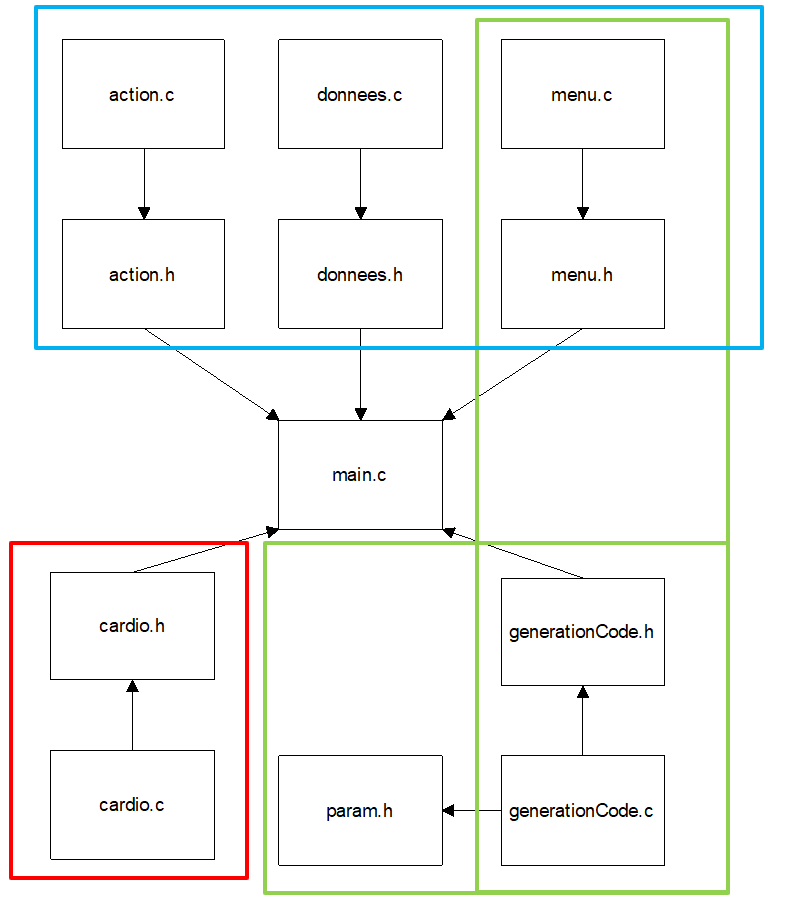 action.c
donnees.c
menu.c
action.h
donnees.h
menu.h
main.c
cardio.h
generationCode.h
cardio.c
param.h
generationCode.c